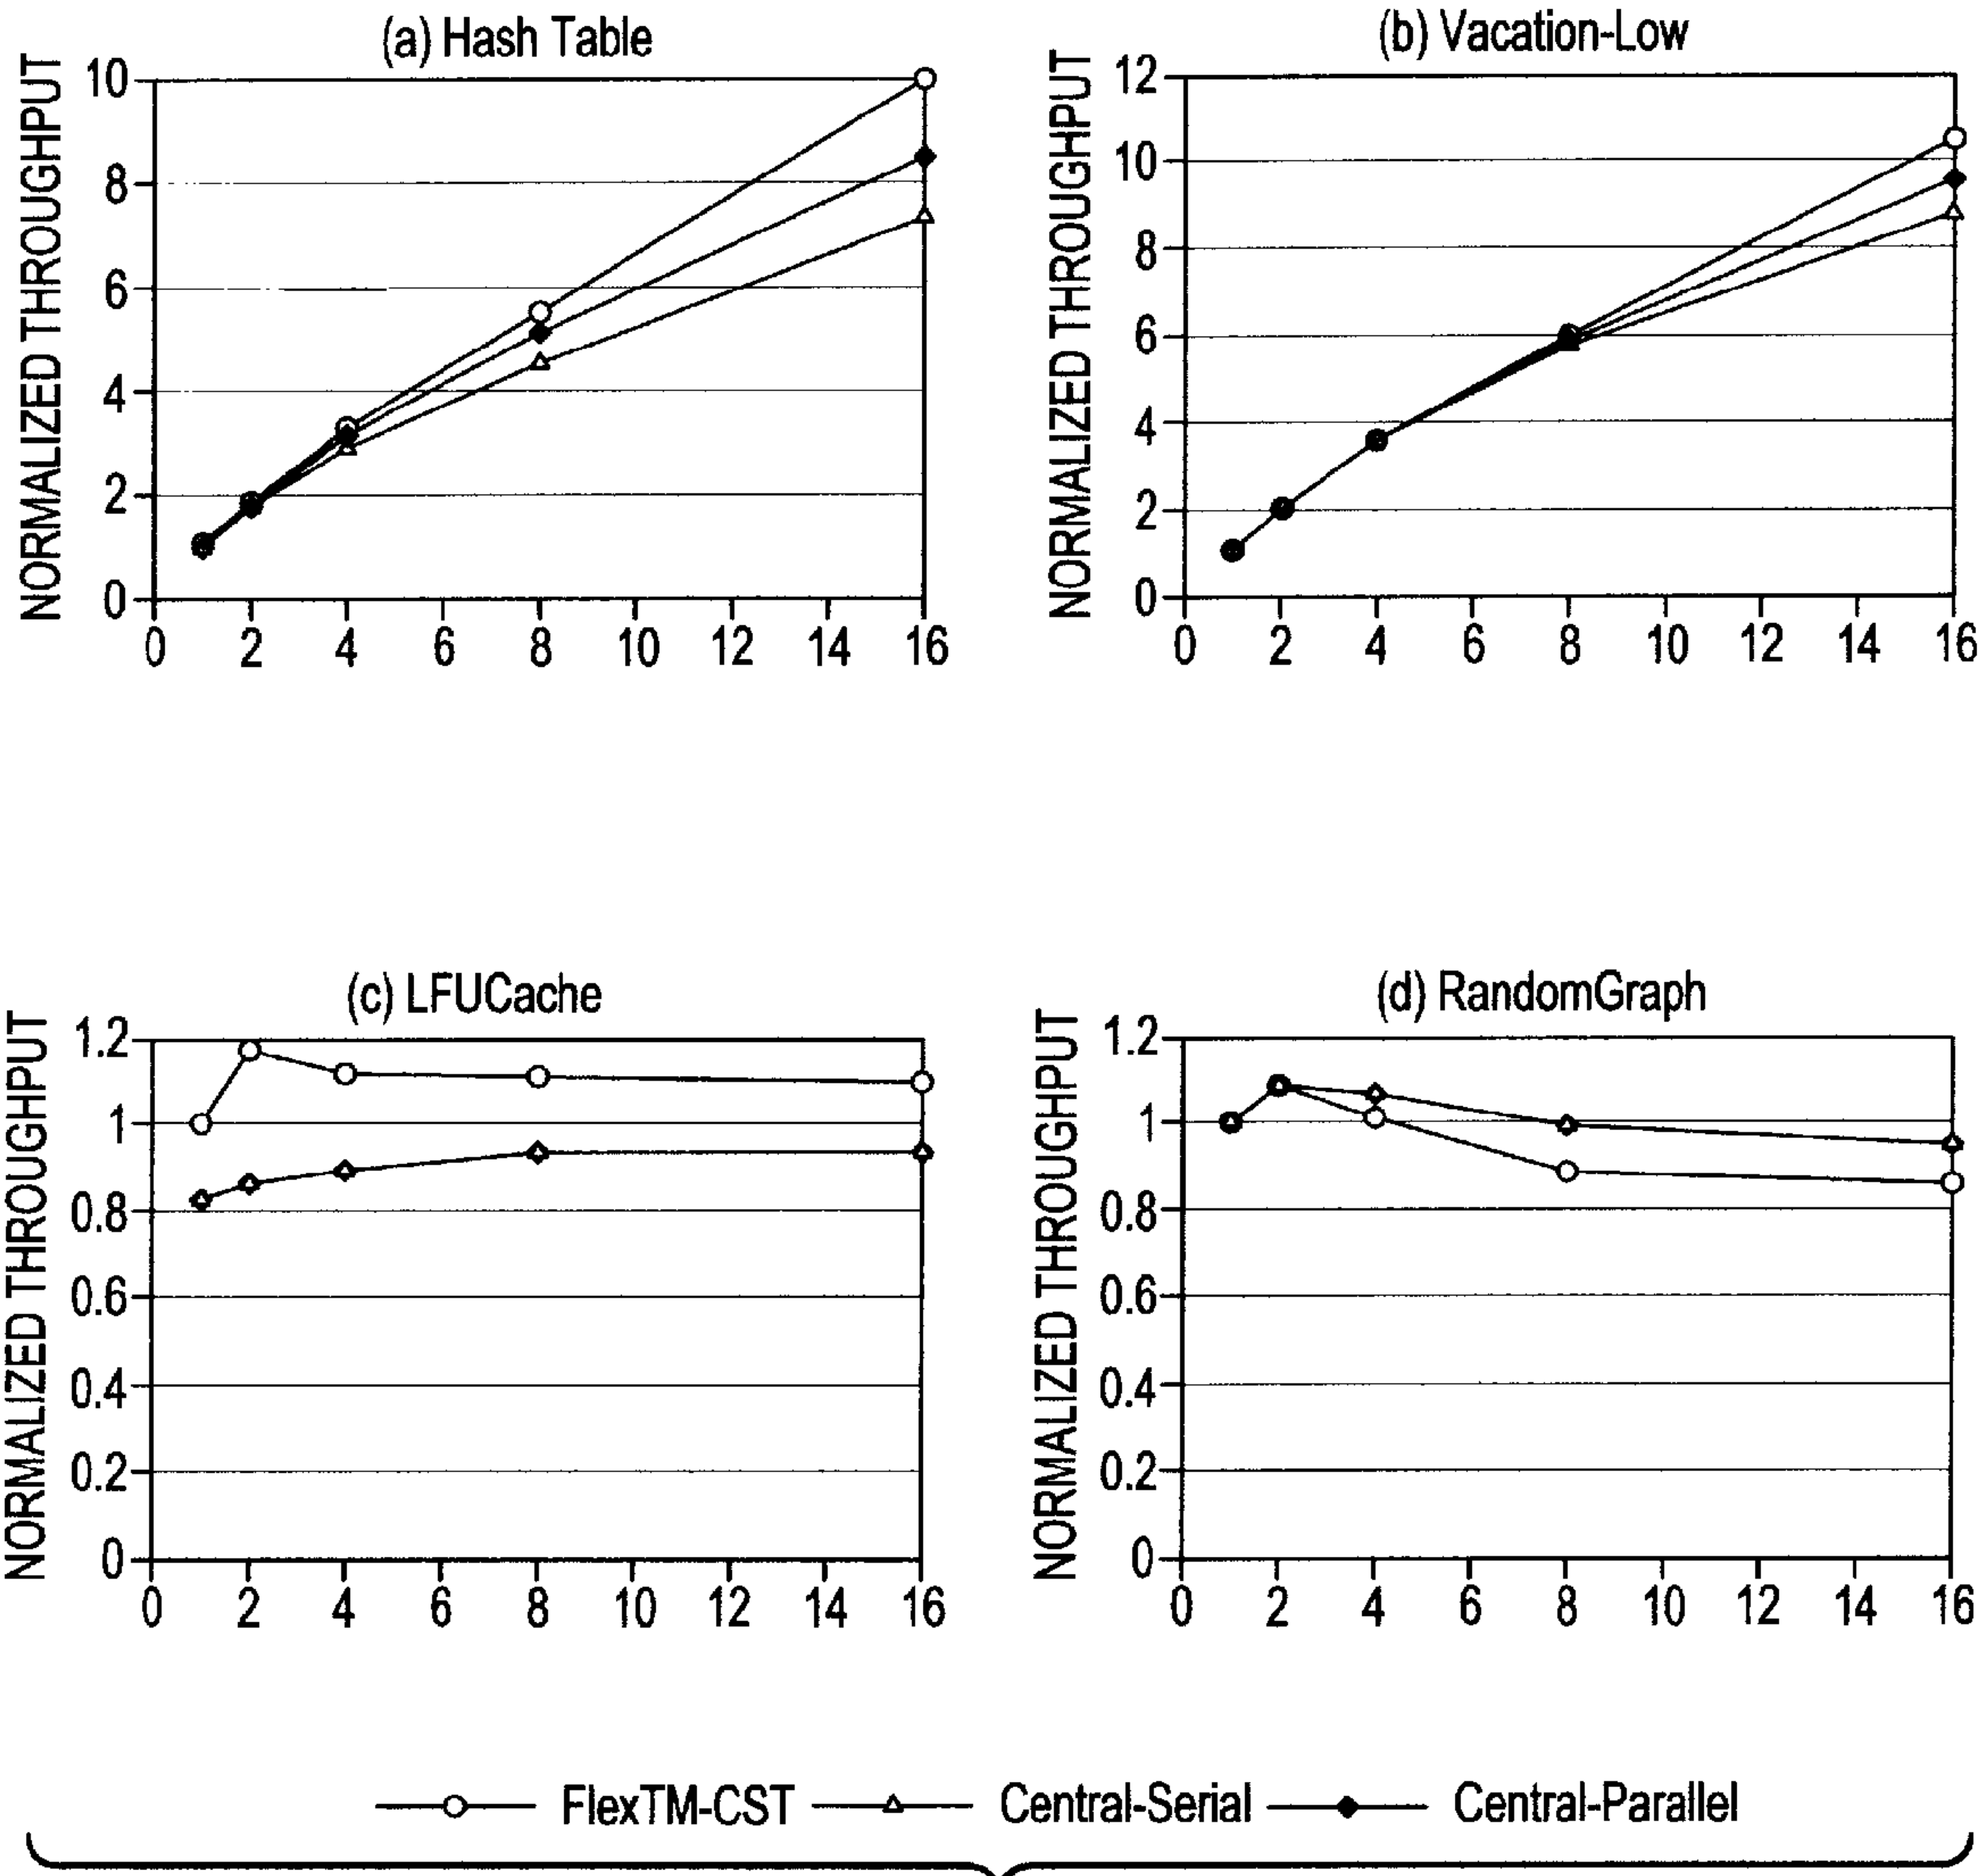 (a) Hash Table
NORMALIZED THROUGHPUT
10
8
6
4
2
0
0 2 4 6 8 10 12 14 16
(b) Vacation-Low
NORMALIZED THROUGHPUT
12
10
8
6
4
2
0
0 2 4 6 8 10 12 14 16
(c) LFUCache
NORMALIZED THROUGHPUT
1.2
1
0.8
0.6
0.4
0.2
0
0 2 4 6 8 10 12 14 16
(d) RandomGraph
NORMALIZED THROUGHPUT
1.2
1
0.8
0.6
0.4
0.2
0
0 2 4 6 8 10 12 14 16
FlexTM-CST Central-Serial Central-Parallel